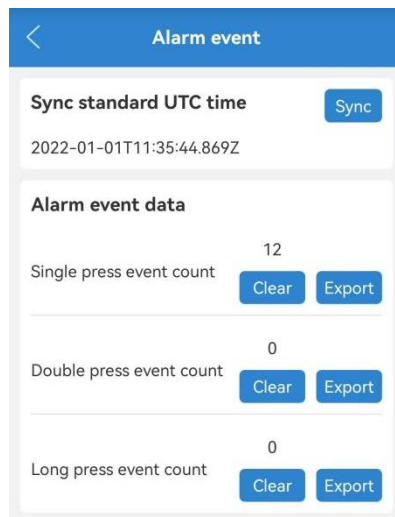 Alarm event
Sync standard UTC time
Sync
2022-01-01T11:35:44.869Z
Alarm event data
12
Single press event count
Clear Export
0
Double press event count
Clear Export
0
Long press event count
Clear Export